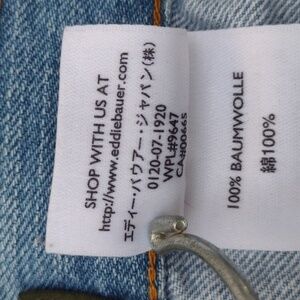 SHOP WITH US AT
http://www.eddiebauer.com
エディー・バウアー・ジャパン(株)
0120-07-1920
WPL#9647
CA#00665
100% BAUMWOLLE
綿100%